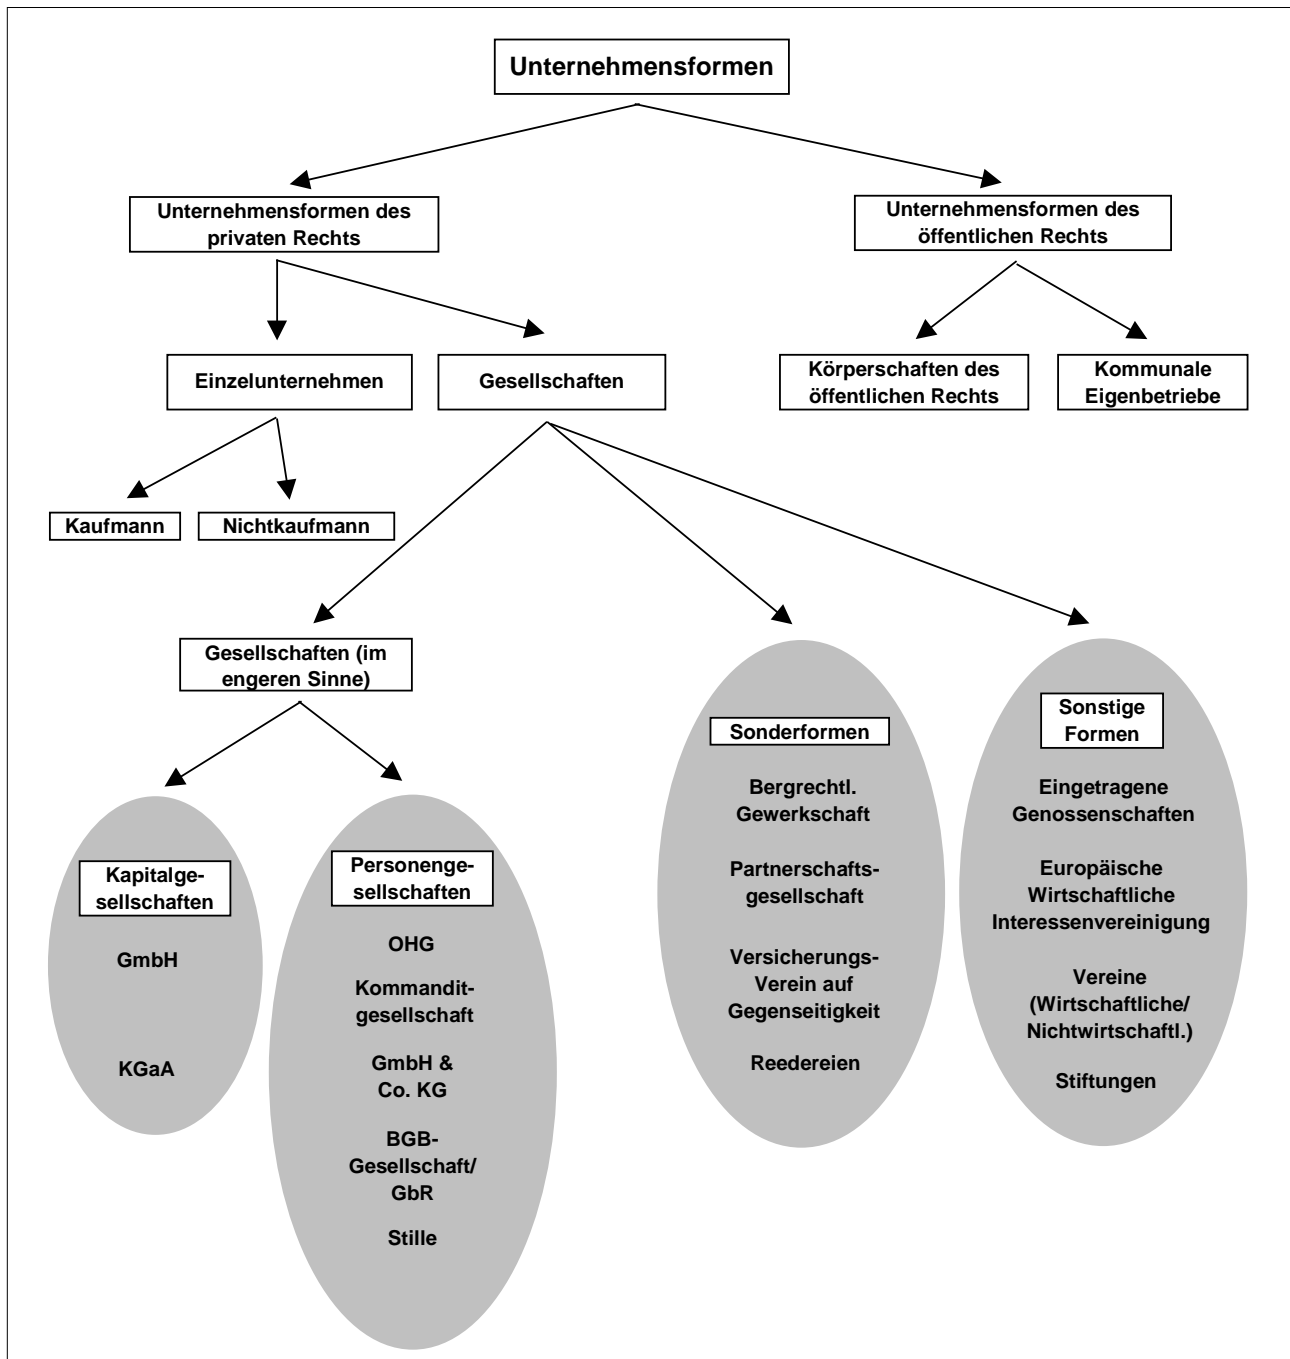 Unternehmensformen
Unternehmensformen des
privaten Rechts
Unternehmensformen des
öffentlichen Rechts
Einzelunternehmen
Gesellschaften
Körperschaften des
öffentlichen Rechts
Kommunale
Eigenbetriebe
Kaufmann
Nichtkaufmann
Gesellschaften (im
engeren Sinne)
Kapitalge-
sellschaften
GmbH
KGaA
Personenge-
sellschaften
OHG
Kommandit-
gesellschaft
GmbH &
Co. KG
BGB-
Gesellschaft/
GbR
Stille
Sonderformen
Bergrechtl.
Gewerkschaft
Partnerschafts-
gesellschaft
Versicherungs-
Verein auf
Gegenseitigkeit
Reedereien
Sonstige
Formen
Eingetragene
Genossenschaften
Europäische
Wirtschaftliche
Interessenvereinigung
Vereine
(Wirtschaftliche/
Nichtwirtschaftl.)
Stiftungen